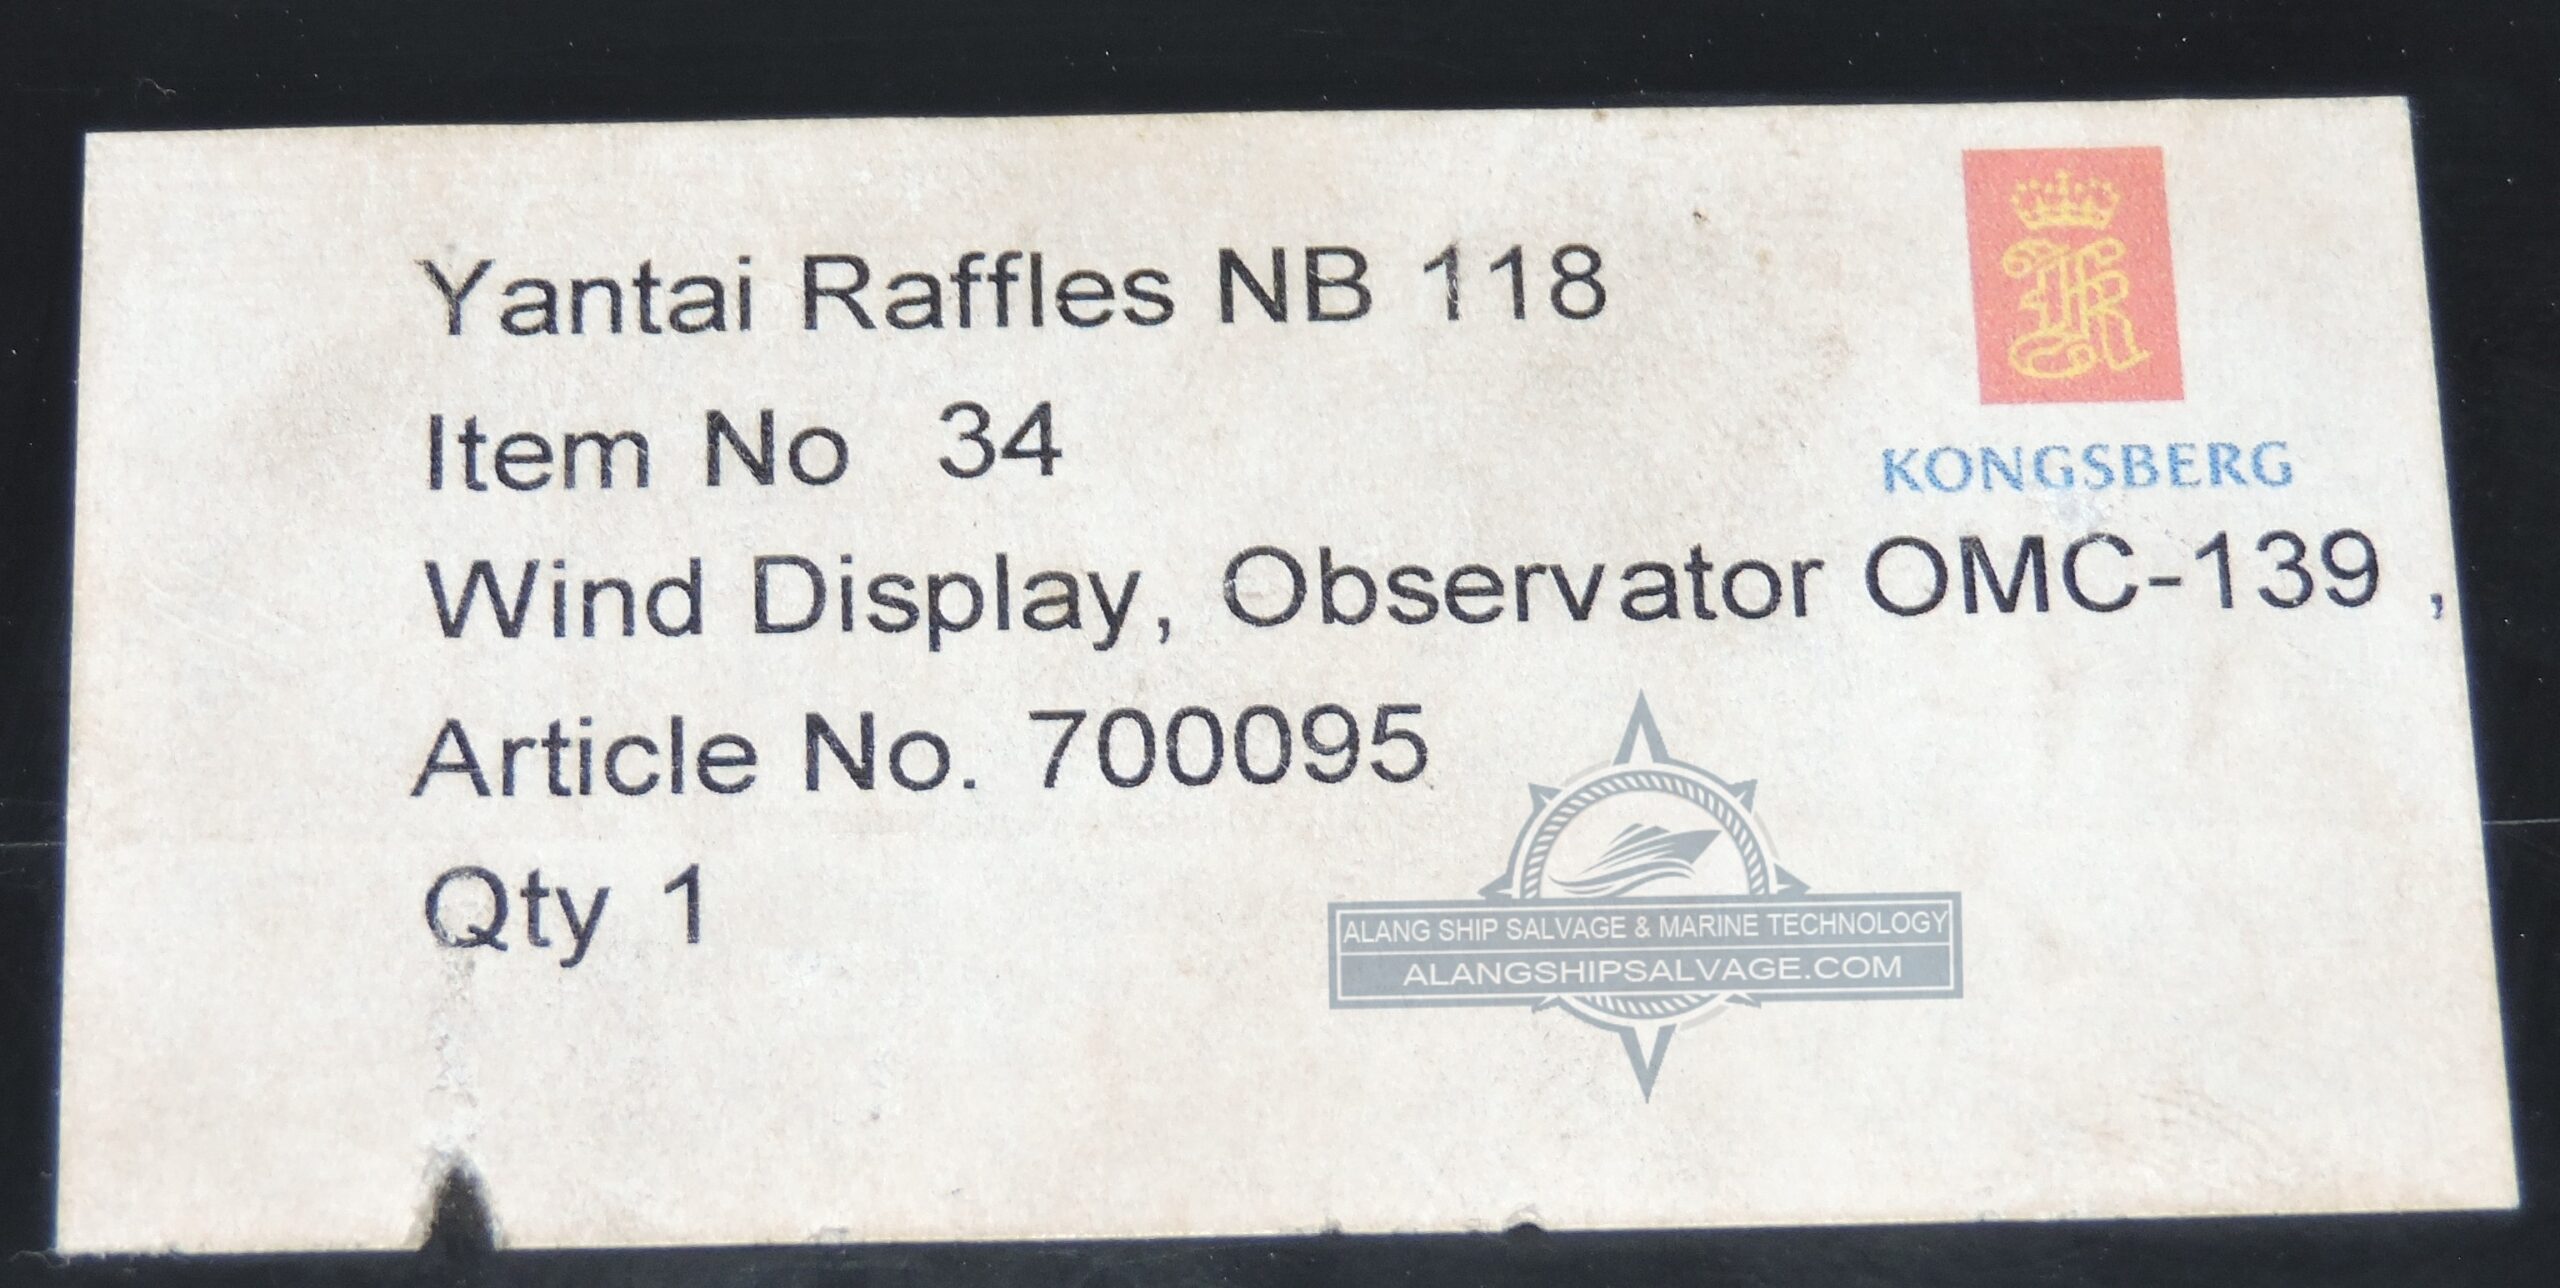 Yantai Raffles NB 118
Item No 34
KONGSBERG
Wind Display, Observator OMC-139 ,
Article No. 700095
Qty 1
ALANG SHIP SALVAGE & MARINE TECHNOLOGY
ALANGSHIPSALVAGE.COM